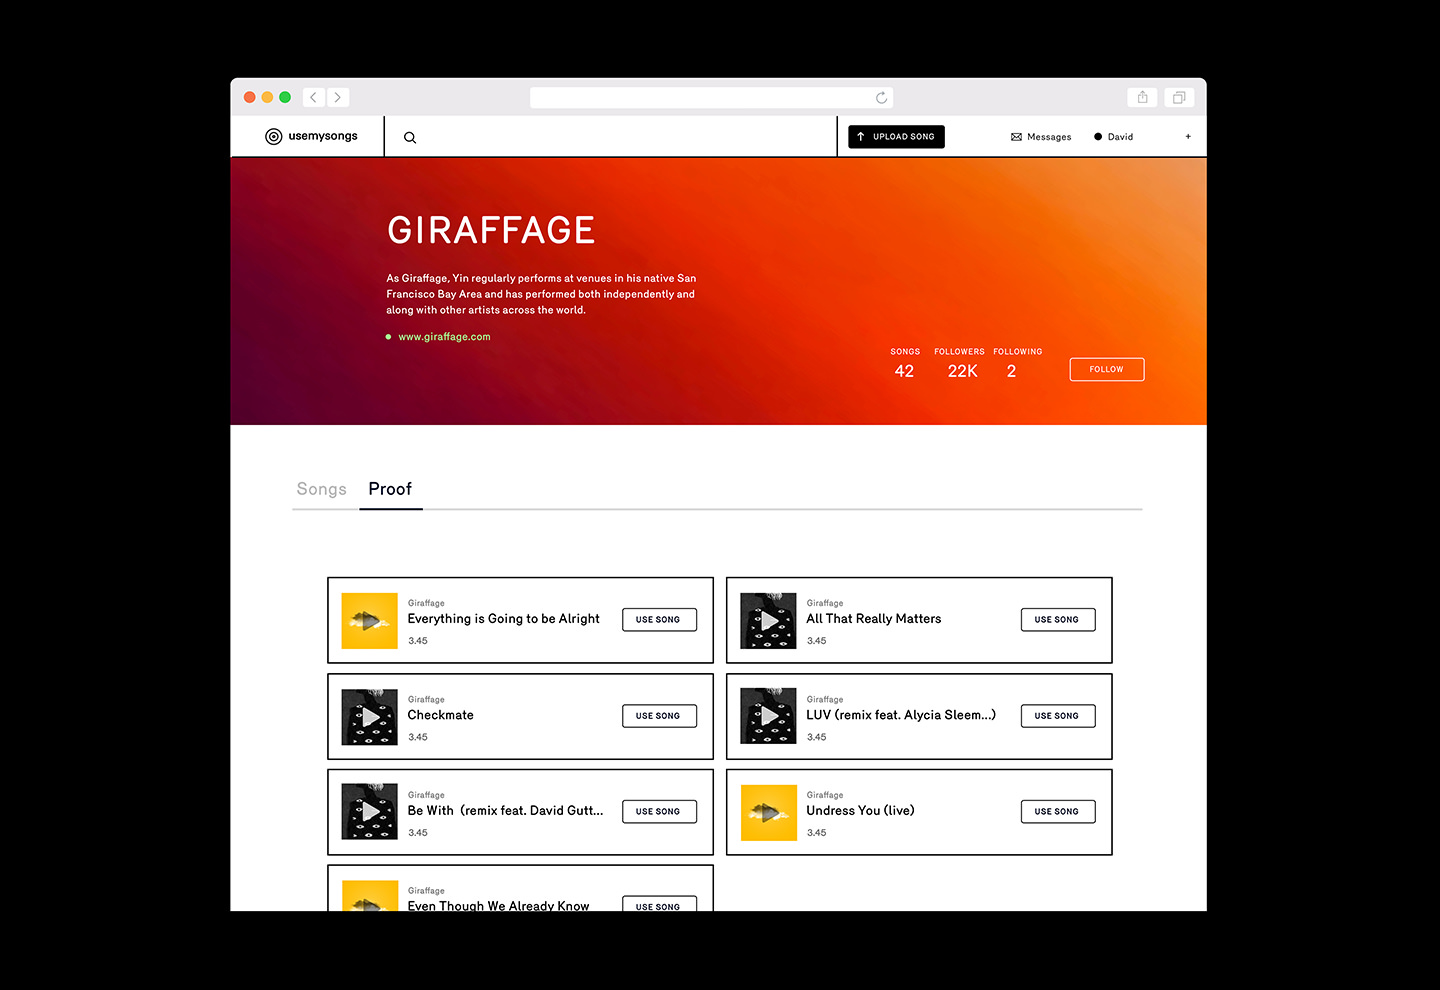 usemysongs
UPLOAD SONG
Messages
David
+
GIRAFFAGE
As Giraffage, Yin regularly performs at venues in his native San
Francisco Bay Area and has performed both independently and
along with other artists across the world.
www.giraffage.com
SONGS FOLLOWERS FOLLOWING
42 22K 2
FOLLOW
Songs Proof
Giraffage
Everything is Going to be Alright
3.45
USE SONG
Giraffage
All That Really Matters
3.45
USE SONG
Giraffage
Checkmate
3.45
USE SONG
Giraffage
LUV (remix feat. Alycia Sleem...)
3.45
USE SONG
Giraffage
Be With (remix feat. David Gutt...
3.45
USE SONG
Giraffage
Undress You (live)
3.45
USE SONG
Giraffage
Even Though We Already Know
USE SONG